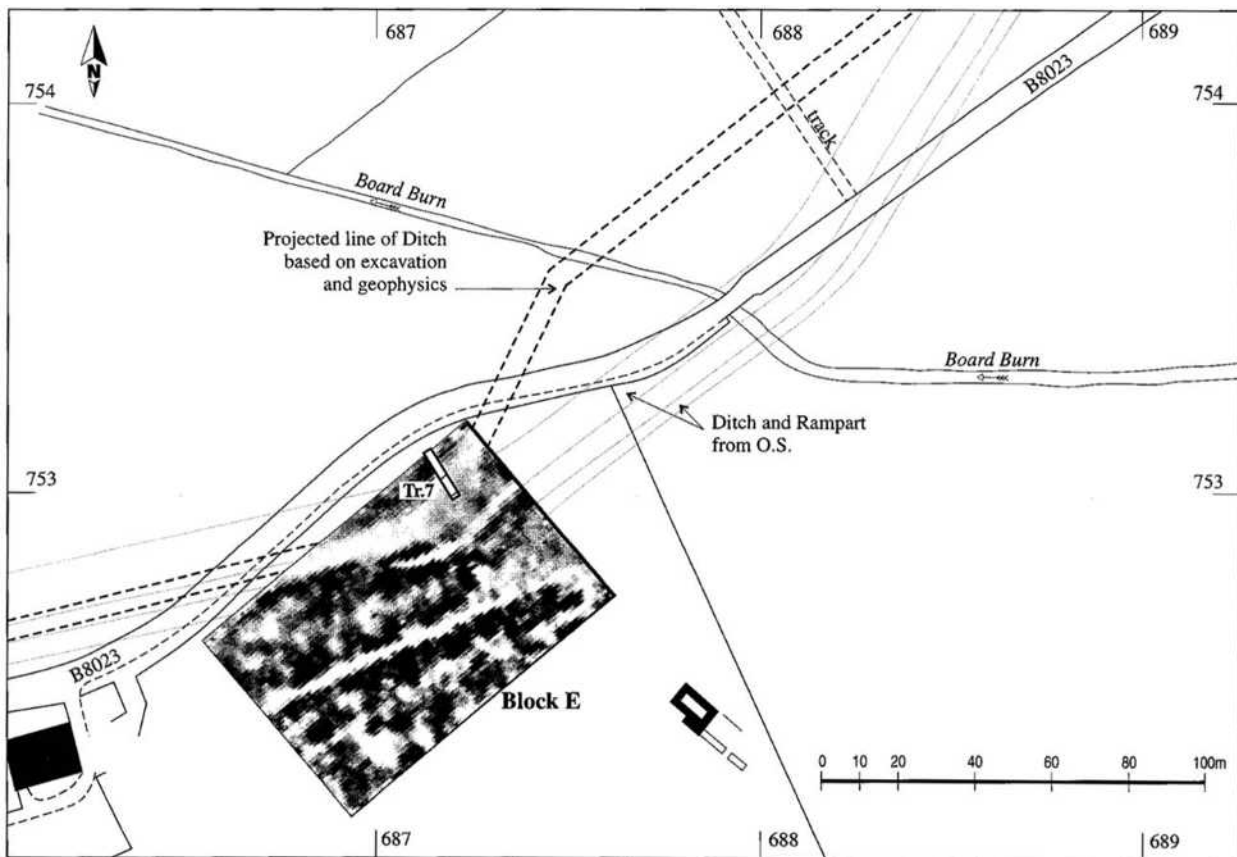 687
688
689
N
754
754
B8023
track
Board Burn
Projected line of Ditch
based on excavation
and geophysics
Board Burn
Ditch and Rampart
from O.S.
753
753
Tr.7
B8023
Block E
0 10 20 40 60 80 100m
687
688
689